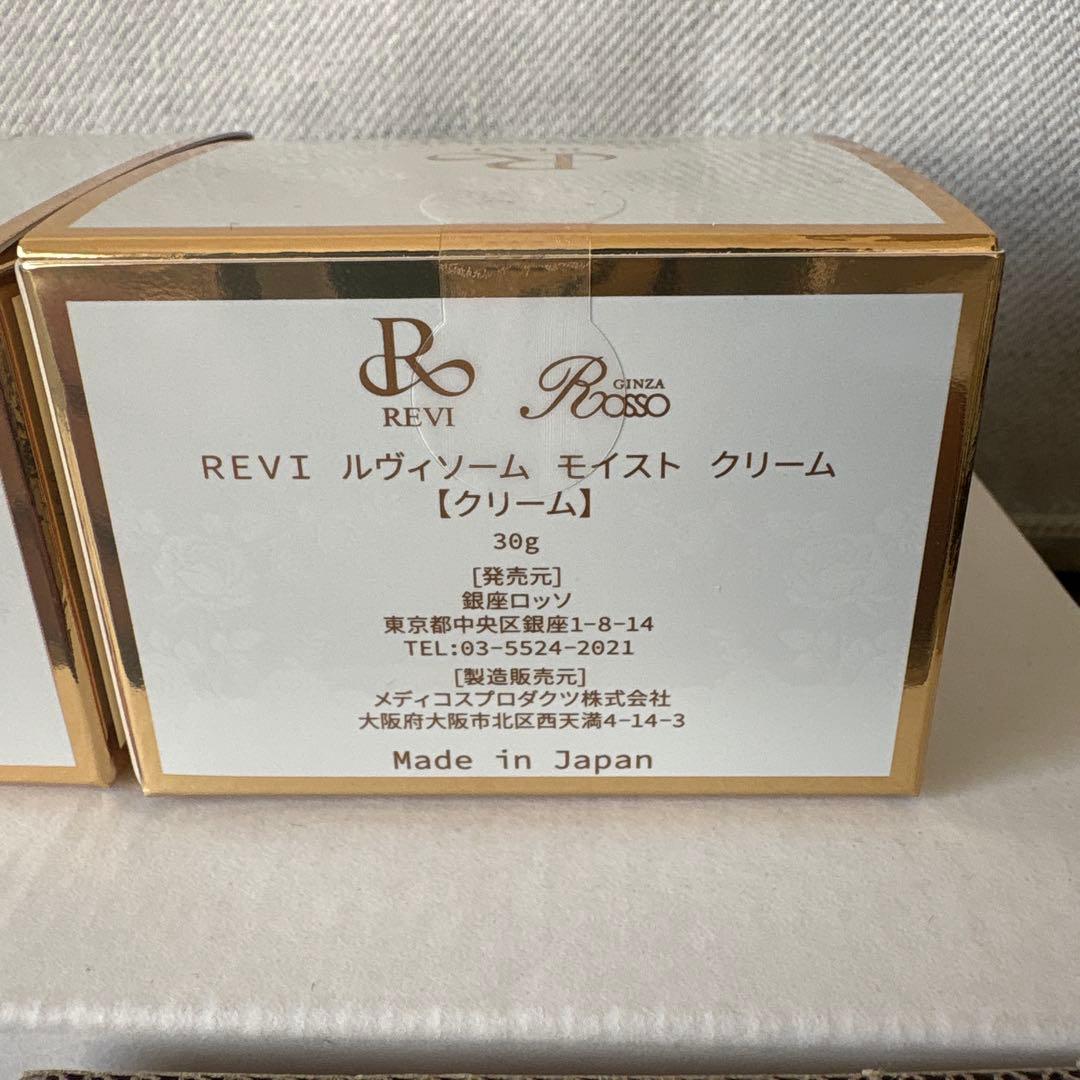 R
REVI
GINZA
Rosso
REVI ルヴィソーム モイスト クリーム
【クリーム】
30g
[発売元]
銀座ロッソ
東京都中央区銀座1-8-14
TEL:03-5524-2021
[製造販売元]
メディコスプロダクツ株式会社
大阪府大阪市北区西天満4-14-3
Made in Japan